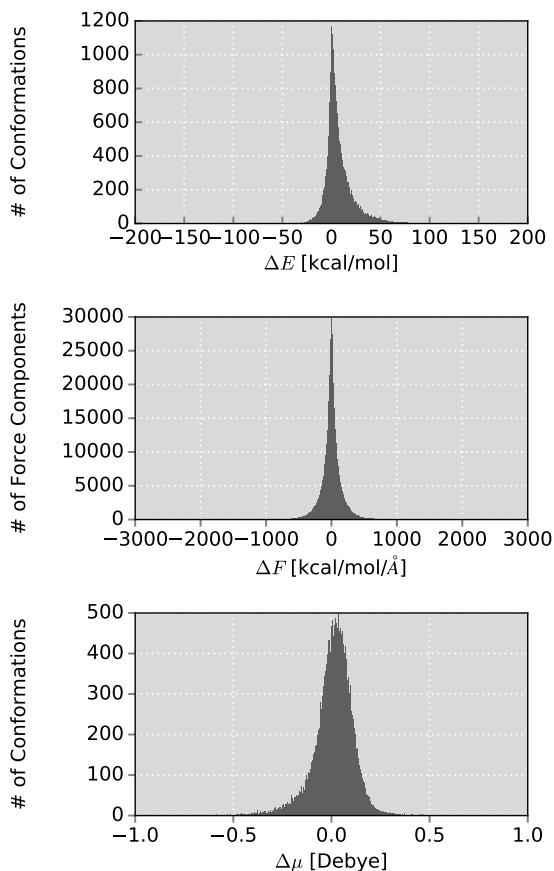 # of Conformations
1200
1000
800
600
400
200
0
−200 −150 −100 −50 0 50 100 150 200
ΔE [kcal/mol]
# of Force Components
30000
25000
20000
15000
10000
5000
0
−3000 −2000 −1000 0 1000 2000 3000
ΔF [kcal/mol/Å]
# of Conformations
500
400
300
200
100
0
−1.0 −0.5 0.0 0.5 1.0
Δμ [Debye]